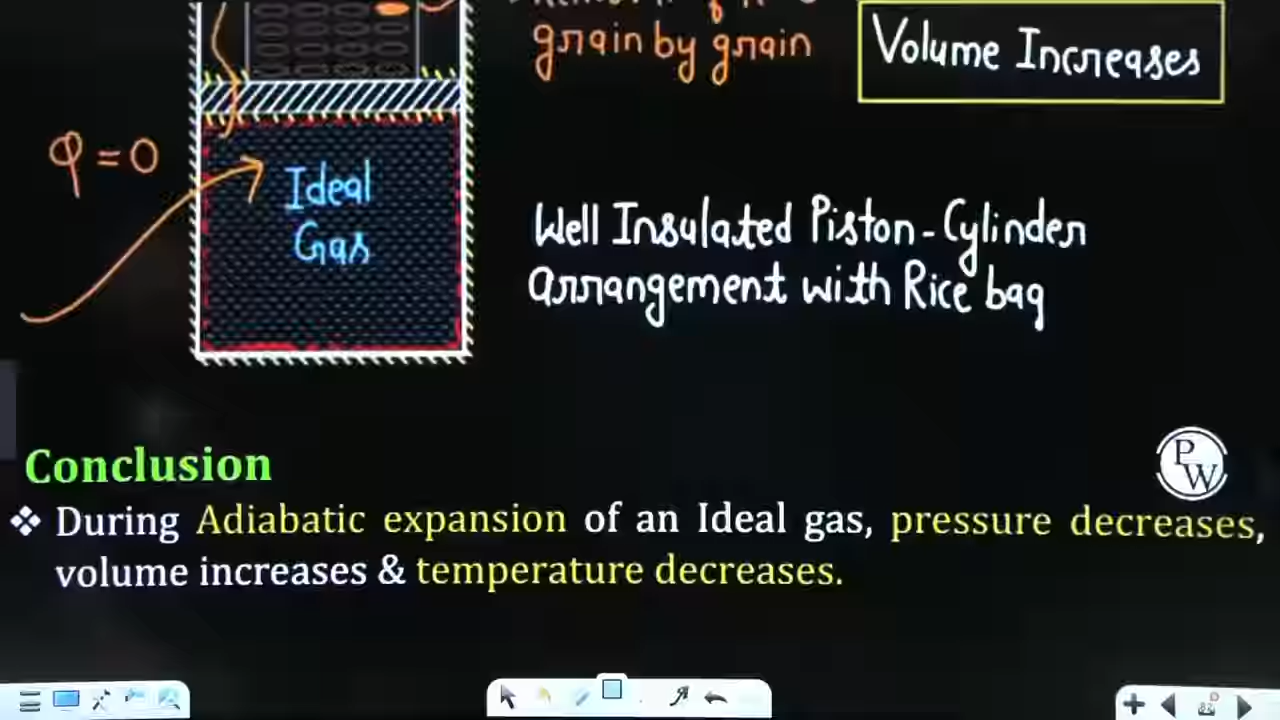 grain by grain
Volume Increases
φ = 0
Ideal
Gas
Well Insulated Piston-Cylinder
Arrangement with Rice bag
PW
Conclusion
❖ During Adiabatic expansion of an Ideal gas, pressure decreases,
volume increases & temperature decreases.
82